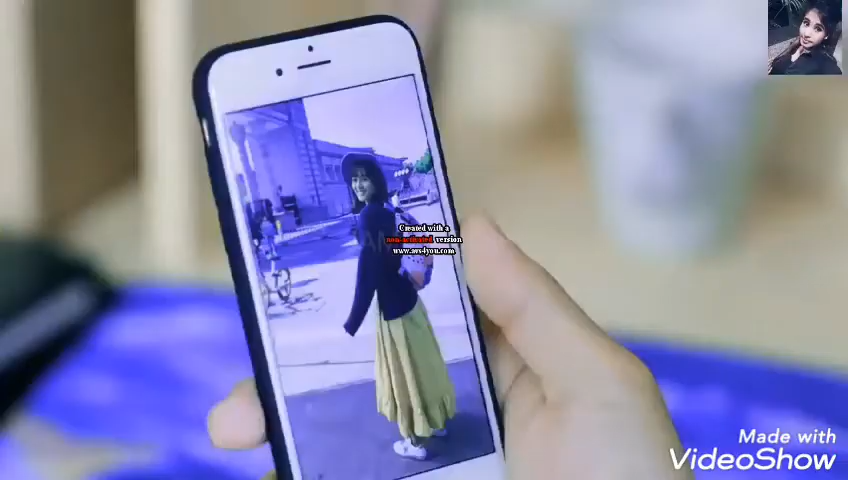 Created with a
non-activated version
www.avs4you.com
Made with
VideoShow